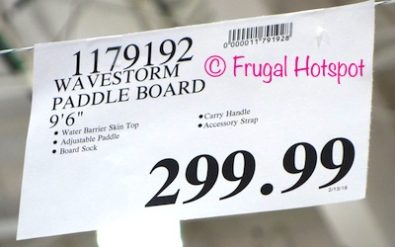 1179192
0000011791928
WAVESTORM
PADDLE BOARD
9'6"
• Water Barrier Skin Top
• Adjustable Paddle
• Board Sock
• Carry Handle
• Accessory Strap
299.99
© Frugal Hotspot